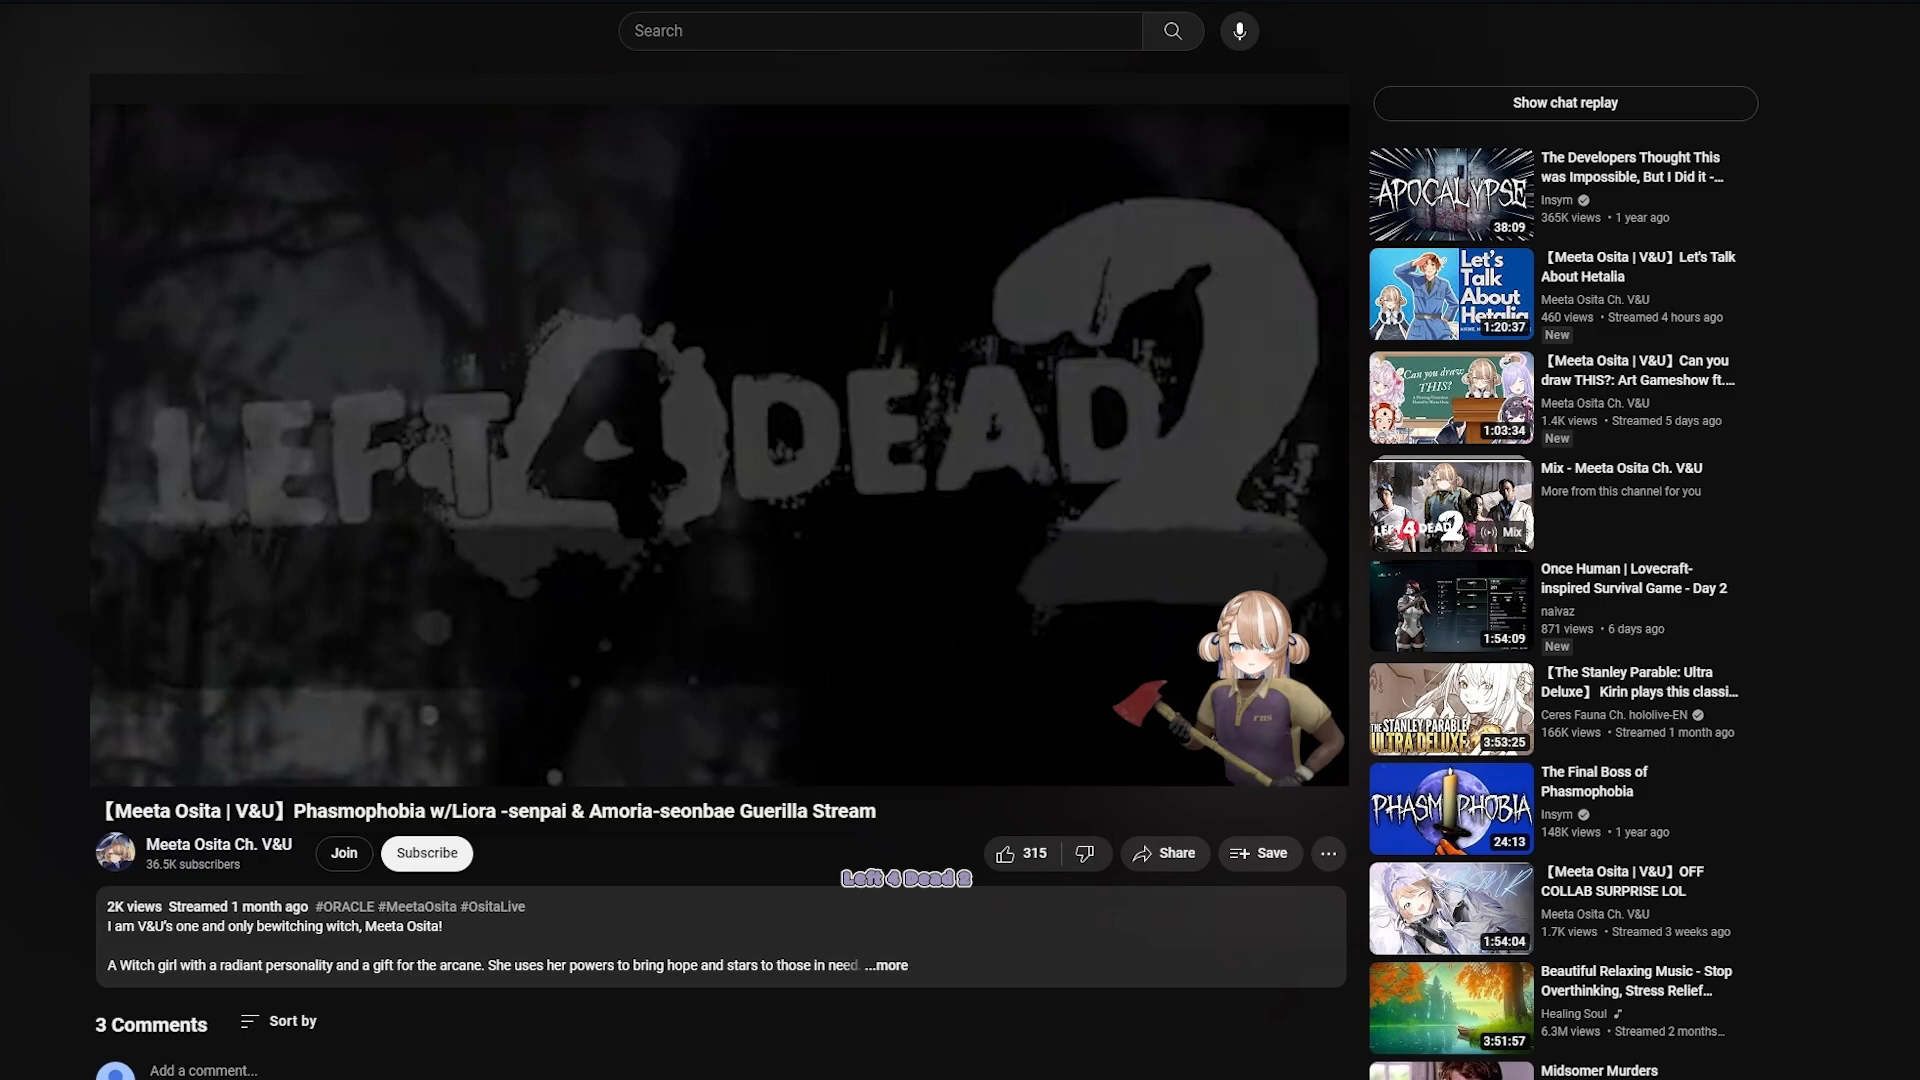 Search
Show chat replay
LEFT 4 DEAD 2
【Meeta Osita | V&U】Phasmophobia w/Liora -senpai & Amoria-seonbae Guerilla Stream
Meeta Osita Ch. V&U
36.5K subscribers
Join
Subscribe
315
Share
Save
Left 4 Dead 2
2K views Streamed 1 month ago #ORACLE #MeetaOsita #OsitaLive
I am V&U's one and only bewitching witch, Meeta Osita!
A Witch girl with a radiant personality and a gift for the arcane. She uses her powers to bring hope and stars to those in need. ...more
3 Comments
Sort by
Add a comment...
APOCALYPSE
38:09
The Developers Thought This
was Impossible, But I Did it -...
Insym
365K views • 1 year ago
Let's
Talk
About
Hetalia
1:20:37
【Meeta Osita | V&U】Let's Talk
About Hetalia
Meeta Osita Ch. V&U
460 views • Streamed 4 hours ago
New
Can you draw
THIS?
1:03:34
【Meeta Osita | V&U】Can you
draw THIS?: Art Gameshow ft....
Meeta Osita Ch. V&U
1.4K views • Streamed 5 days ago
New
LEFT 4 DEAD 2
Mix
Mix - Meeta Osita Ch. V&U
More from this channel for you
1:54:09
Once Human | Lovecraft-
inspired Survival Game - Day 2
naivaz
871 views • 6 days ago
New
THE STANLEY PARABLE
ULTRA DELUXE
3:53:25
【The Stanley Parable: Ultra
Deluxe】 Kirin plays this classi...
Ceres Fauna Ch. hololive-EN
166K views • Streamed 1 month ago
PHASMOPHOBIA
24:13
The Final Boss of
Phasmophobia
Insym
148K views • 1 year ago
1:54:04
【Meeta Osita | V&U】OFF
COLLAB SURPRISE LOL
Meeta Osita Ch. V&U
1.7K views • Streamed 3 weeks ago
3:51:57
Beautiful Relaxing Music - Stop
Overthinking, Stress Relief...
Healing Soul
6.3M views • Streamed 2 months...
Midsomer Murders